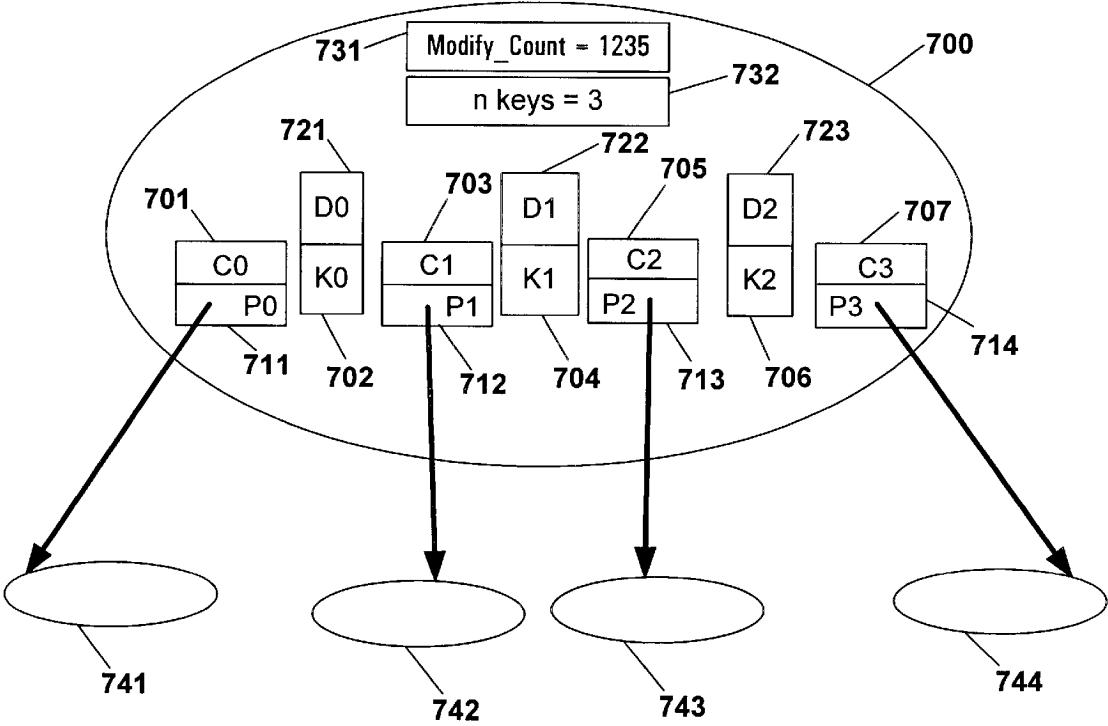 731
Modify_Count = 1235
700
n keys = 3
732
721
722
723
701
D0
703
D1
705
D2
707
C0
K0
C1
K1
C2
K2
C3
P0
P1
P2
P3
711
702
712
704
713
706
714
741
742
743
744